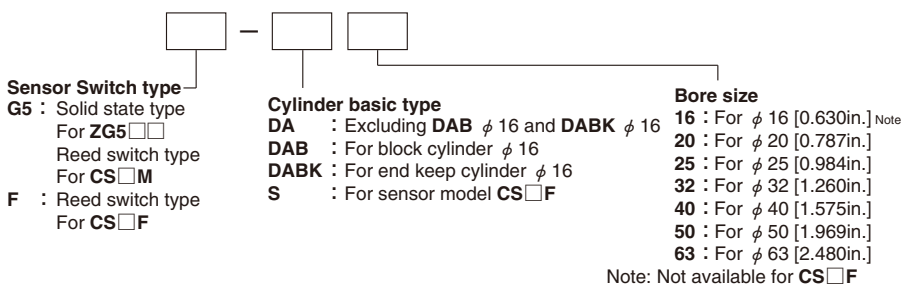 –
Sensor Switch type
G5 : Solid state type
For ZG5□□
Reed switch type
For CS□M
F : Reed switch type
For CS□F
Cylinder basic type
DA : Excluding DAB φ 16 and DABK φ 16
DAB : For block cylinder φ 16
DABK : For end keep cylinder φ 16
S : For sensor model CS□F
Bore size
16 : For φ 16 [0.630in.] Note
20 : For φ 20 [0.787in.]
25 : For φ 25 [0.984in.]
32 : For φ 32 [1.260in.]
40 : For φ 40 [1.575in.]
50 : For φ 50 [1.969in.]
63 : For φ 63 [2.480in.]
Note: Not available for CS□F